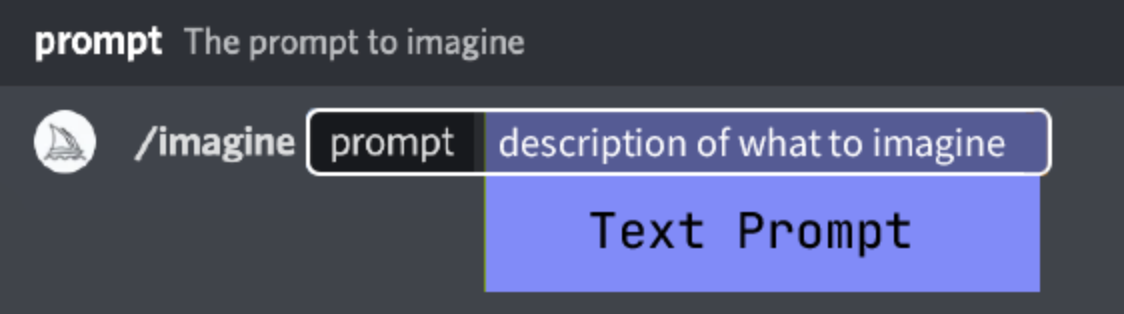 prompt The prompt to imagine
/imagine prompt description of what to imagine
Text Prompt